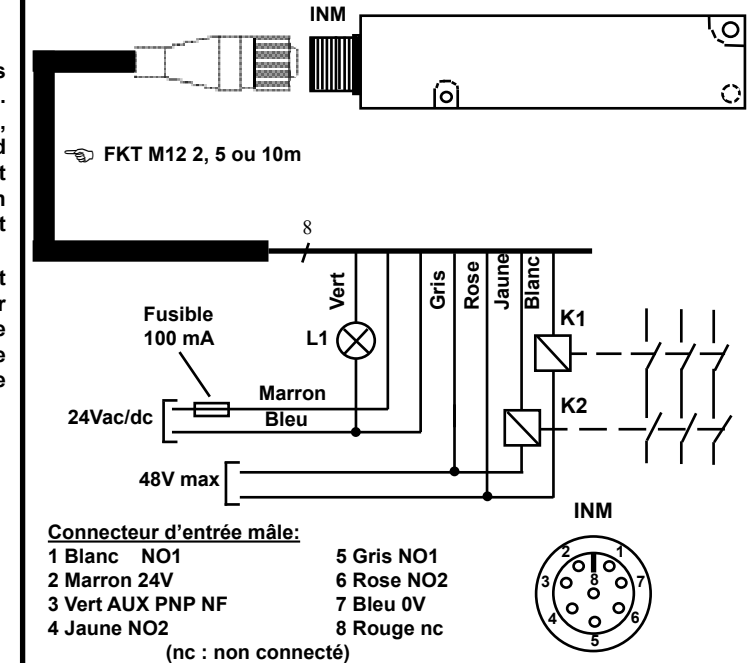 INM
s
.
,
d
t
n
t
t
r
e
e
e
☞ FKT M12 2, 5 ou 10m
8
Vert
Gris
Rose
Jaune
Blanc
Fusible
100 mA
L1
K1
K2
24Vac/dc
Marron
Bleu
48V max
INM
Connecteur d’entrée mâle:
1 Blanc NO1
2 Marron 24V
3 Vert AUX PNP NF
4 Jaune NO2
5 Gris NO1
6 Rose NO2
7 Bleu 0V
8 Rouge nc
(nc : non connecté)
2 1
3 8 7
4 6
5